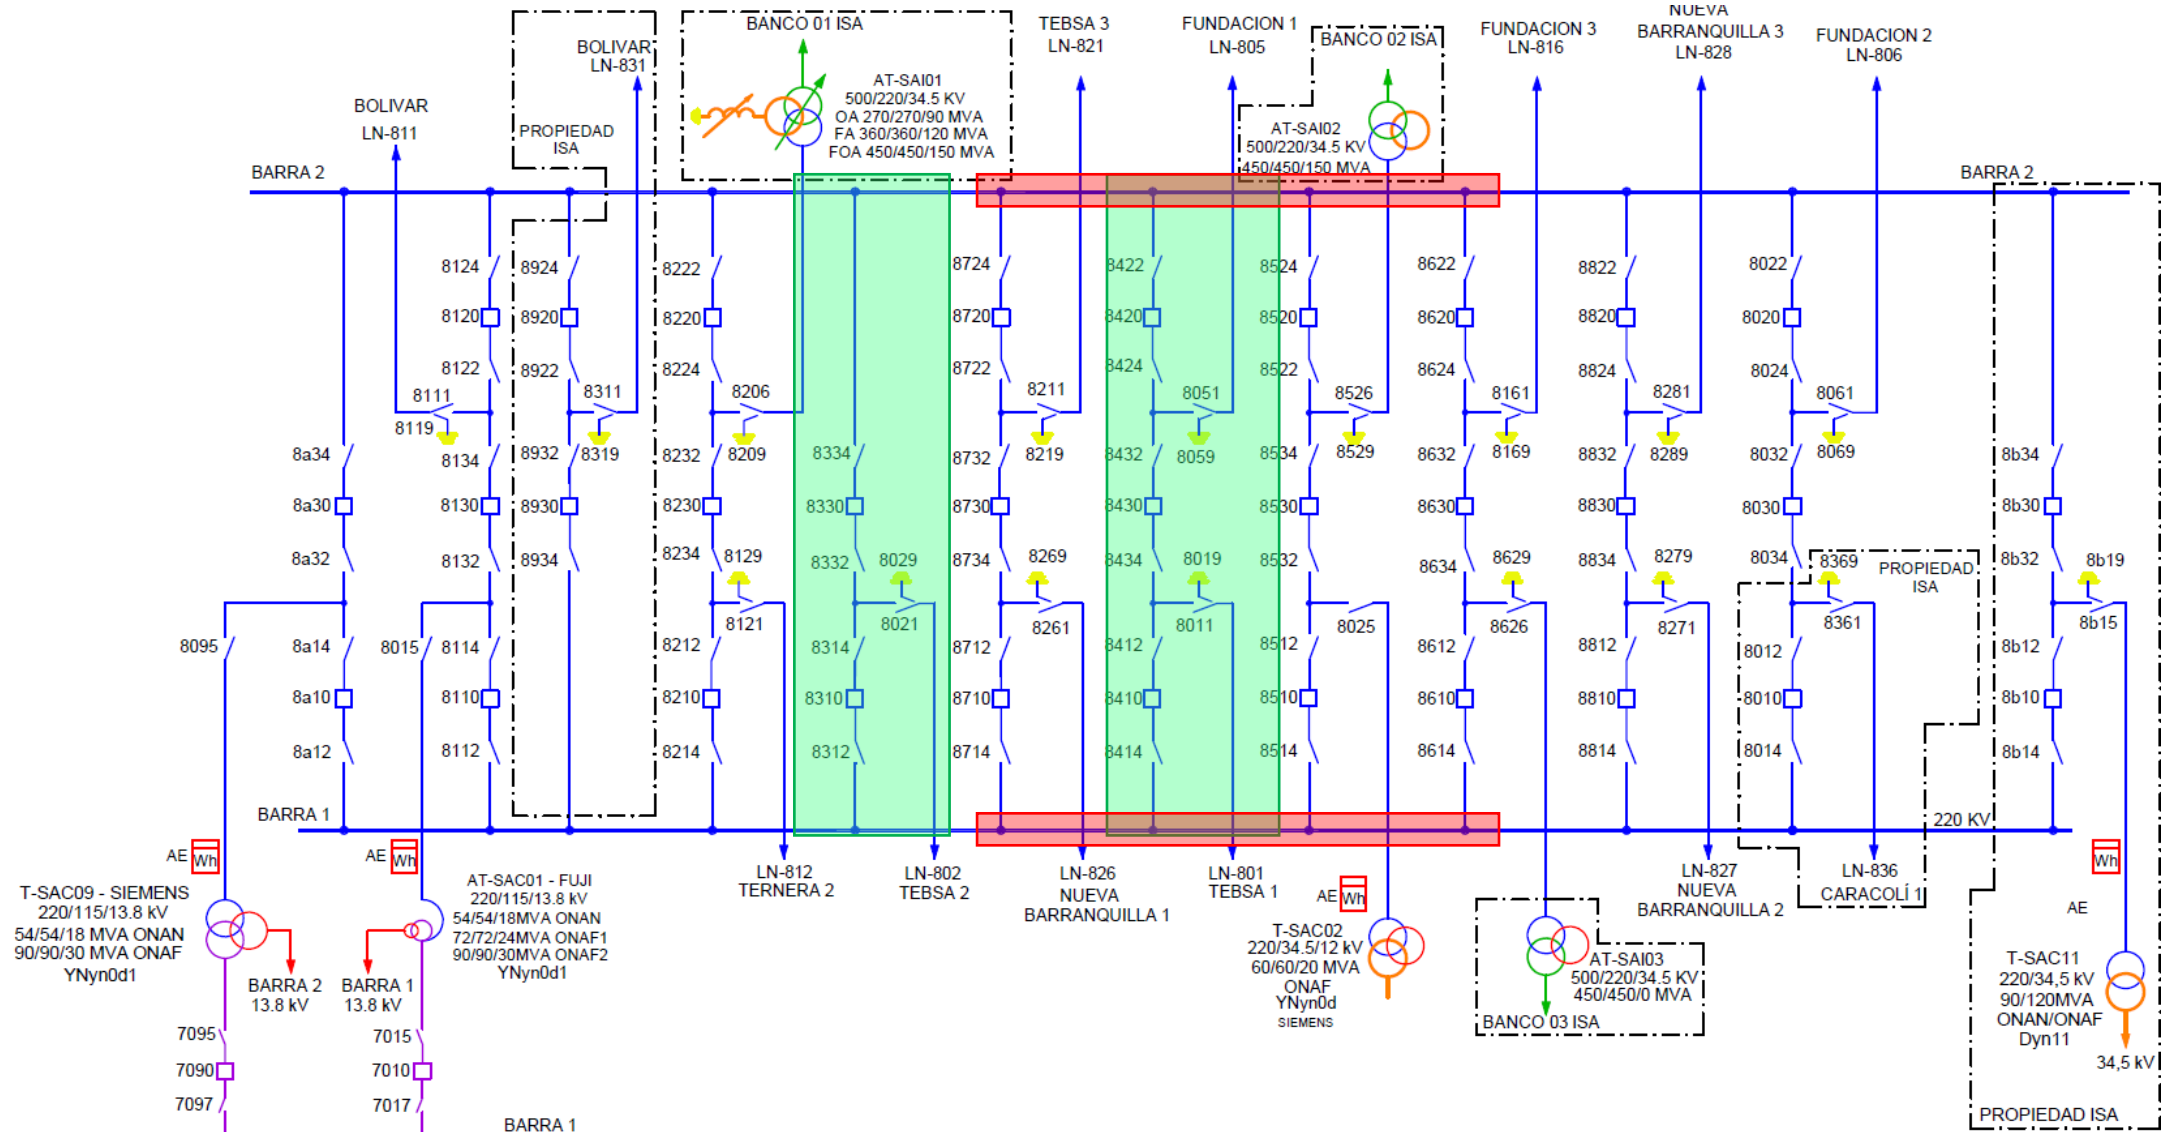 BANCO 01 ISA
AT-SAI01
500/220/34.5 KV
OA 270/270/90 MVA
FA 360/360/120 MVA
FOA 450/450/150 MVA
BOLIVAR
LN-831
PROPIEDAD
ISA
BOLIVAR
LN-811
TEBSA 3
LN-821
FUNDACION 1
LN-805
BANCO 02 ISA
AT-SAI02
500/220/34.5 KV
450/450/150 MVA
FUNDACION 3
LN-816
NUEVA
BARRANQUILLA 3
LN-828
FUNDACION 2
LN-806
BARRA 2
BARRA 2
8124
8120
8122
8111
8119
8134
8130
8132
8015
8114
8110
8112
8a34
8a30
8a32
8095
8a14
8a10
8a12
8924
8920
8922
8311
8932
8319
8930
8934
8222
8220
8224
8206
8232
8209
8230
8234
8129
8121
8212
8210
8214
8334
8330
8332
8029
8021
8314
8310
8312
8724
8720
8722
8211
8732
8219
8730
8734
8269
8261
8712
8710
8714
8422
8420
8424
8051
8432
8059
8430
8434
8019
8011
8412
8410
8414
8524
8520
8522
8526
8534
8529
8530
8532
8025
8512
8510
8514
8622
8620
8624
8161
8632
8169
8630
8634
8629
8626
8612
8610
8614
8822
8820
8824
8281
8832
8289
8830
8834
8279
8271
8812
8810
8814
8022
8020
8024
8061
8032
8069
8030
8034
8369
PROPIEDAD
ISA
8361
8012
8010
8014
8b34
8b30
8b32
8b19
8b15
8b12
8b10
8b14
BARRA 1
220 KV
AE
Wh
T-SAC09 - SIEMENS
220/115/13.8 kV
54/54/18 MVA ONAN
90/90/30 MVA ONAF
YNyn0d1
BARRA 2
13.8 kV
7095
7090
7097
AE
Wh
AT-SAC01 - FUJI
220/115/13.8 kV
54/54/18MVA ONAN
72/72/24MVA ONAF1
90/90/30MVA ONAF2
YNyn0d1
BARRA 1
13.8 kV
7015
7010
7017
BARRA 1
LN-812
TERNERA 2
LN-802
TEBSA 2
LN-826
NUEVA
BARRANQUILLA 1
LN-801
TEBSA 1
AE
Wh
T-SAC02
220/34.5/12 kV
60/60/20 MVA
ONAF
YNyn0d
SIEMENS
AT-SAI03
500/220/34.5 KV
450/450/0 MVA
BANCO 03 ISA
LN-827
NUEVA
BARRANQUILLA 2
LN-836
CARACOLÍ 1
Wh
AE
T-SAC11
220/34,5 kV
90/120MVA
ONAN/ONAF
Dyn11
34,5 kV
PROPIEDAD ISA